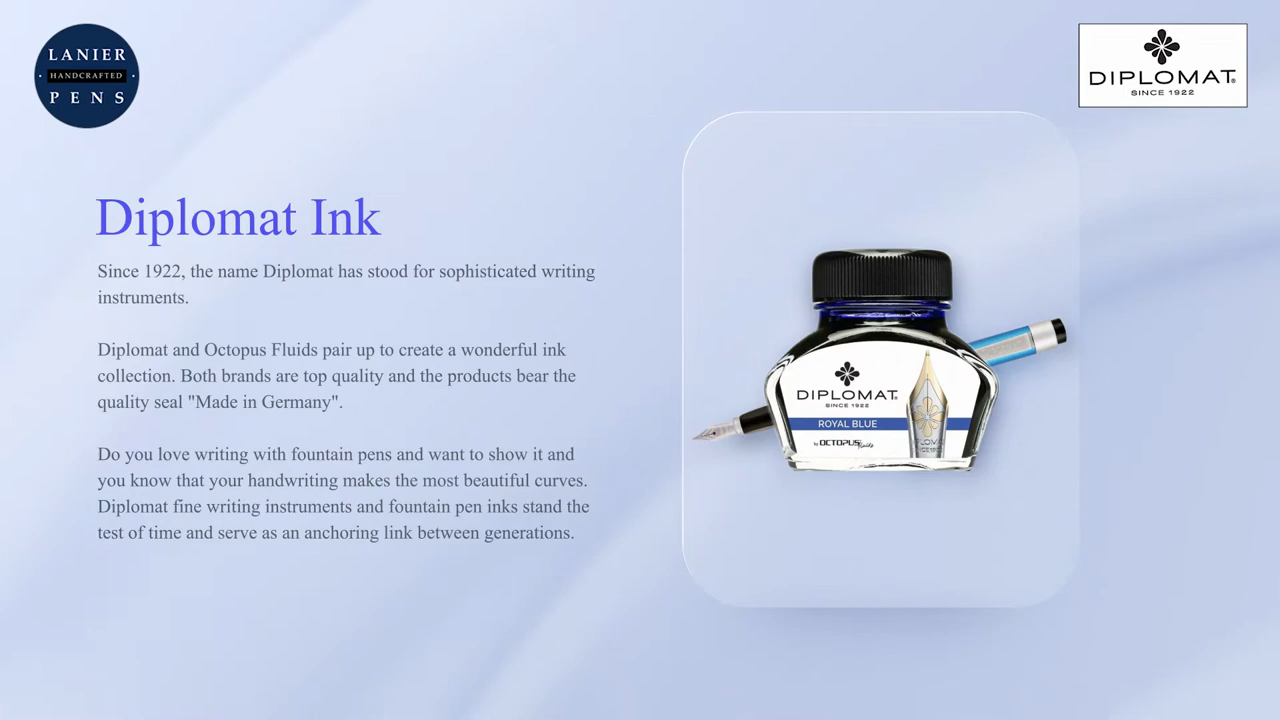 LANIER
HANDCRAFTED
PENS
DIPLOMAT
SINCE 1922
Diplomat Ink
Since 1922, the name Diplomat has stood for sophisticated writing
instruments.
Diplomat and Octopus Fluids pair up to create a wonderful ink
collection. Both brands are top quality and the products bear the
quality seal "Made in Germany".
Do you love writing with fountain pens and want to show it and
you know that your handwriting makes the most beautiful curves.
Diplomat fine writing instruments and fountain pen inks stand the
test of time and serve as an anchoring link between generations.
DIPLOMAT
SINCE 1922
ROYAL BLUE
by OCTOPUS fluids